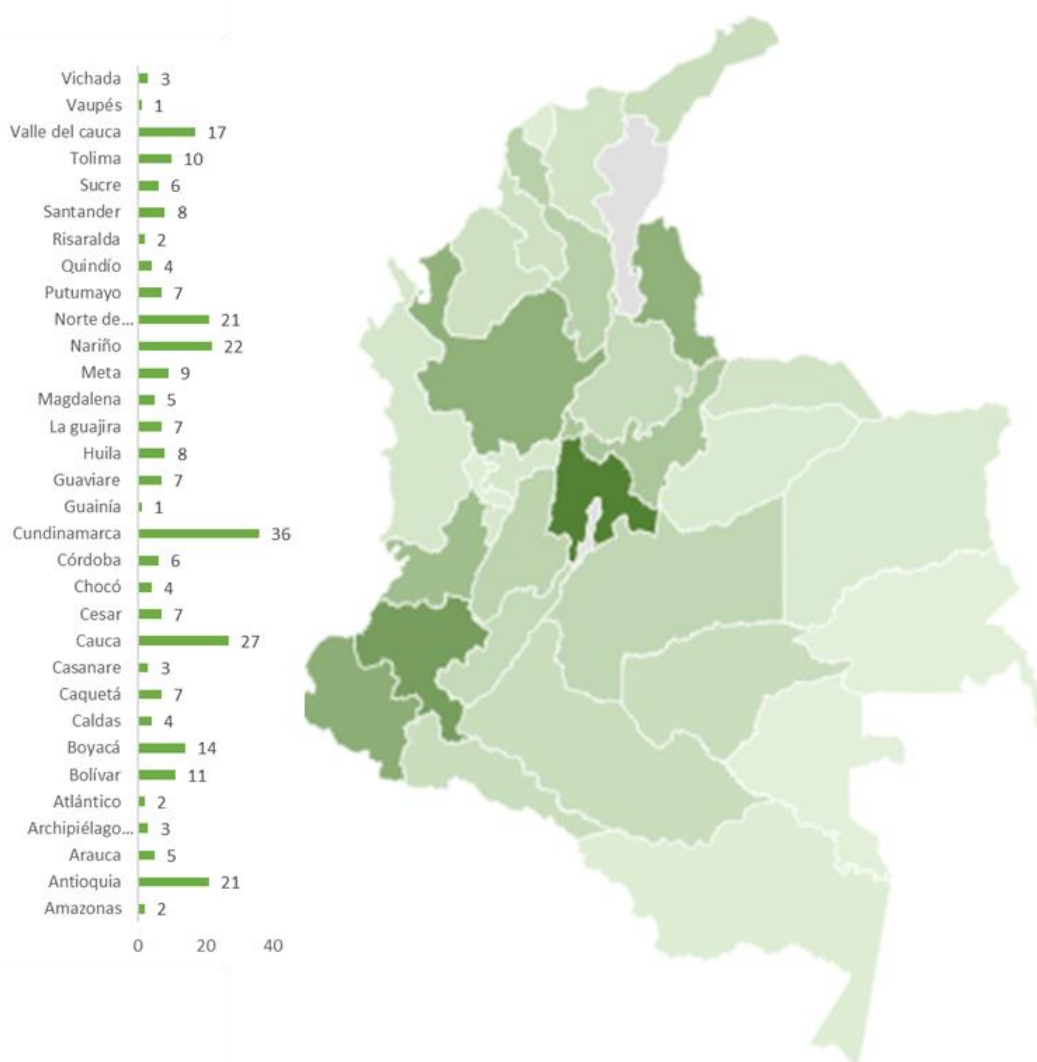 Vichada 3
Vaupés 1
Valle del cauca 17
Tolima 10
Sucre 6
Santander 8
Risaralda 2
Quindío 4
Putumayo 7
Norte de... 21
Nariño 22
Meta 9
Magdalena 5
La guajira 7
Huila 8
Guaviare 7
Guainía 1
Cundinamarca 36
Córdoba 6
Chocó 4
Cesar 7
Cauca 27
Casanare 3
Caquetá 7
Caldas 4
Boyacá 14
Bolívar 11
Atlántico 2
Archipiélago... 3
Arauca 5
Antioquia 21
Amazonas 2
0 20 40